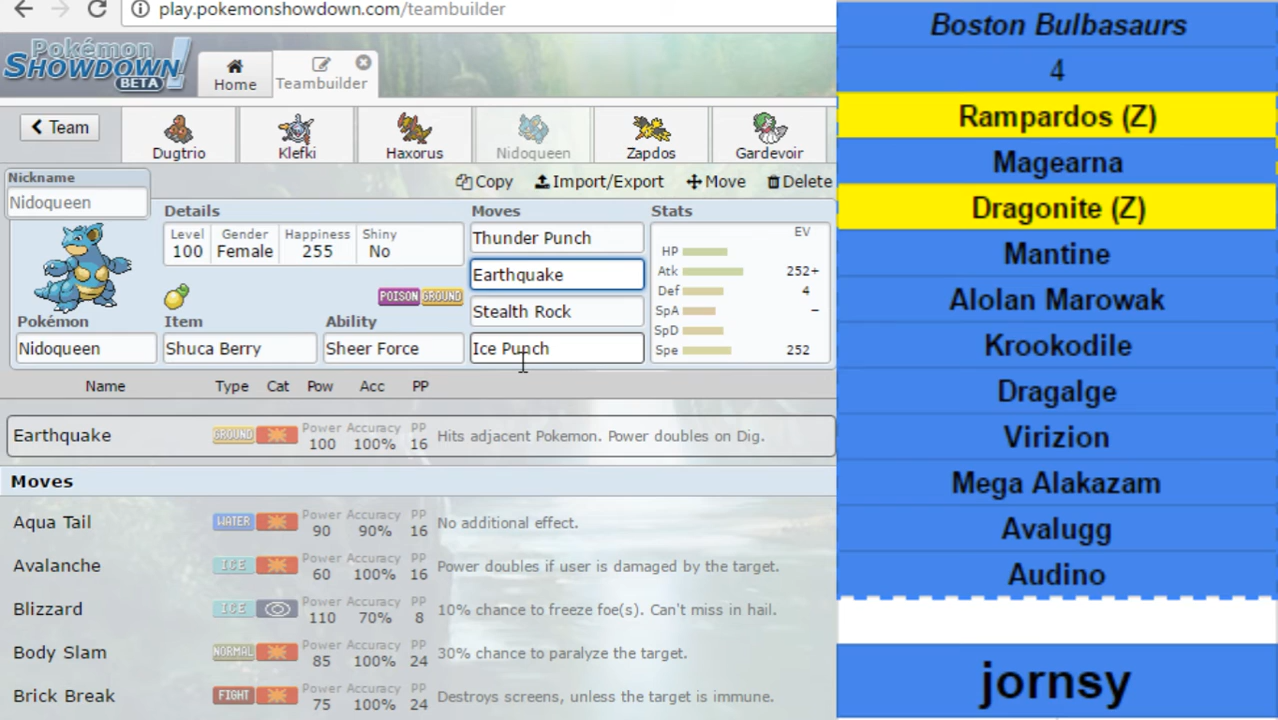 play.pokemonshowdown.com/teambuilder
Pokémon
SHOWDOWN!
BETA
Home
Teambuilder
Team
Dugtrio
Klefki
Haxorus
Nidoqueen
Zapdos
Gardevoir
Nickname
Nidoqueen
Copy
Import/Export
Move
Delete
Details
Moves
Stats
Level
Gender
Happiness
Shiny
100
Female
255
No
Thunder Punch
Earthquake
Stealth Rock
Ice Punch
EV
HP
Atk 252+
Def 4
SpA –
SpD
Spe 252
POISON GROUND
Pokémon
Item
Ability
Nidoqueen
Shuca Berry
Sheer Force
Name Type Cat Pow Acc PP
Earthquake GROUND Power 100 Accuracy 100% PP 16 Hits adjacent Pokemon. Power doubles on Dig.
Moves
Aqua Tail WATER Power 90 Accuracy 90% PP 16 No additional effect.
Avalanche ICE Power 60 Accuracy 100% PP 16 Power doubles if user is damaged by the target.
Blizzard ICE Power 110 Accuracy 70% PP 8 10% chance to freeze foe(s). Can't miss in hail.
Body Slam NORMAL Power 85 Accuracy 100% PP 24 30% chance to paralyze the target.
Brick Break FIGHT Power 75 Accuracy 100% PP 24 Destroys screens, unless the target is immune.
Boston Bulbasaurs
4
Rampardos (Z)
Magearna
Dragonite (Z)
Mantine
Alolan Marowak
Krookodile
Dragalge
Virizion
Mega Alakazam
Avalugg
Audino
jornsy